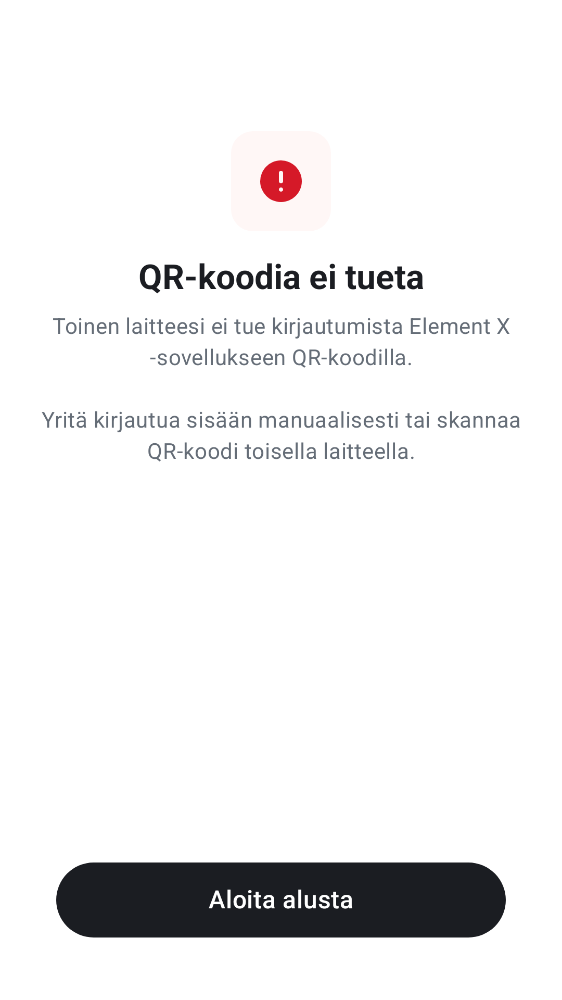 QR-koodia ei tueta
Toinen laitteesi ei tue kirjautumista Element X
-sovellukseen QR-koodilla.
Yritä kirjautua sisään manuaalisesti tai skannaa
QR-koodi toisella laitteella.
Aloita alusta